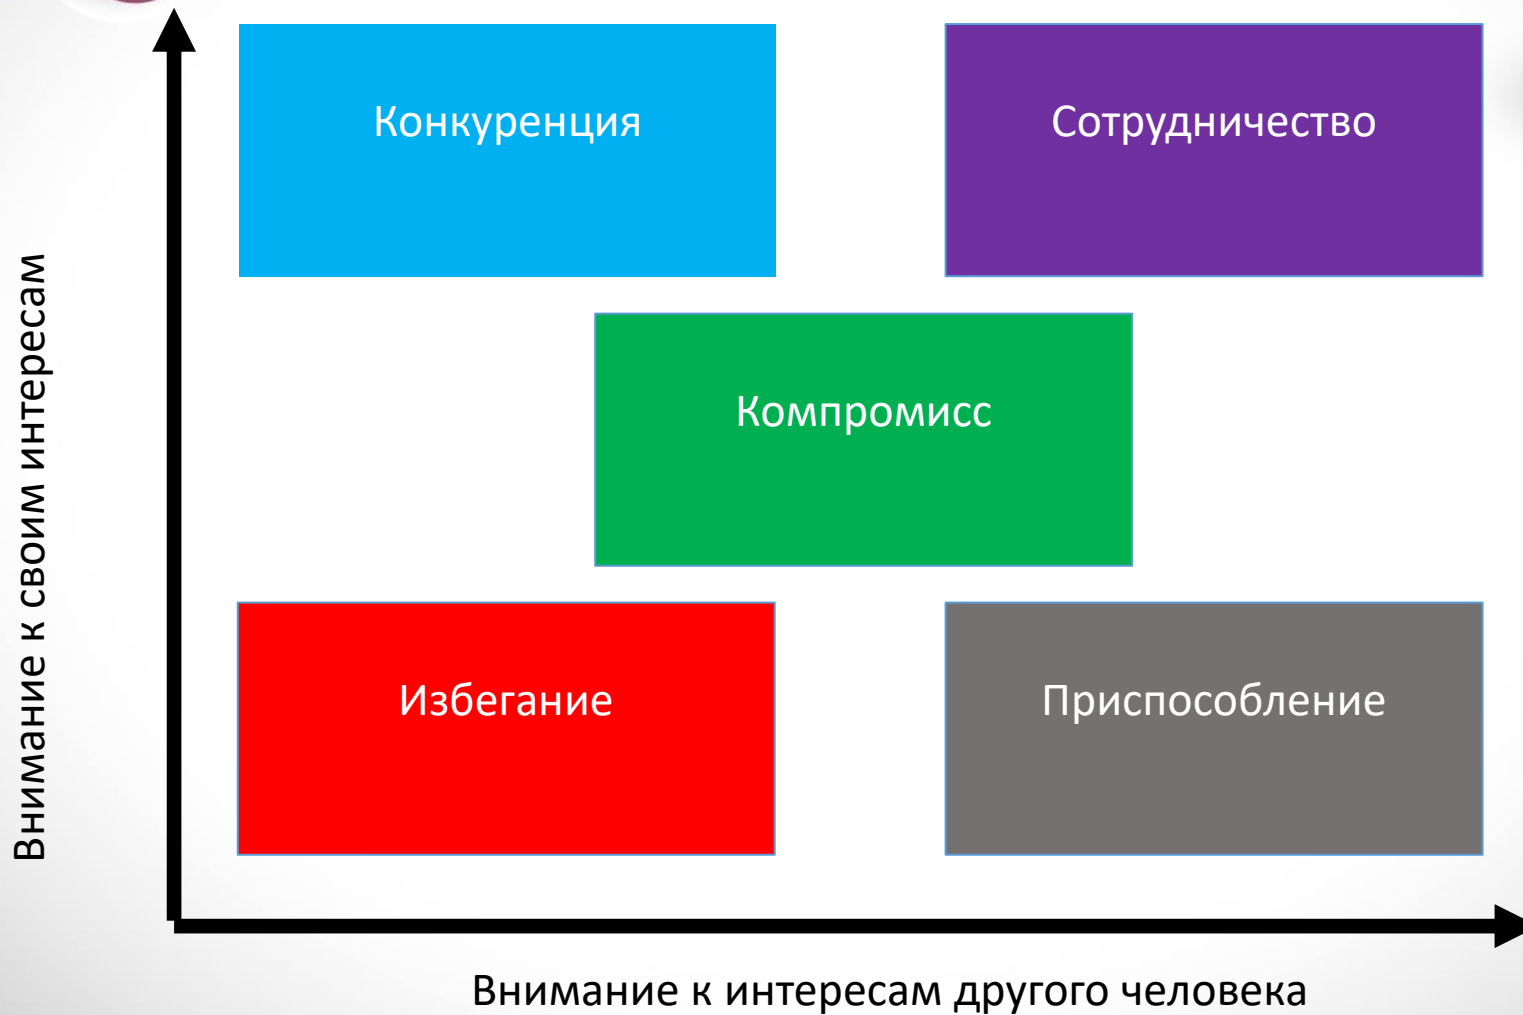 Конкуренция
Сотрудничество
Компромисс
Избегание
Приспособление
Внимание к своим интересам
Внимание к интересам другого человека